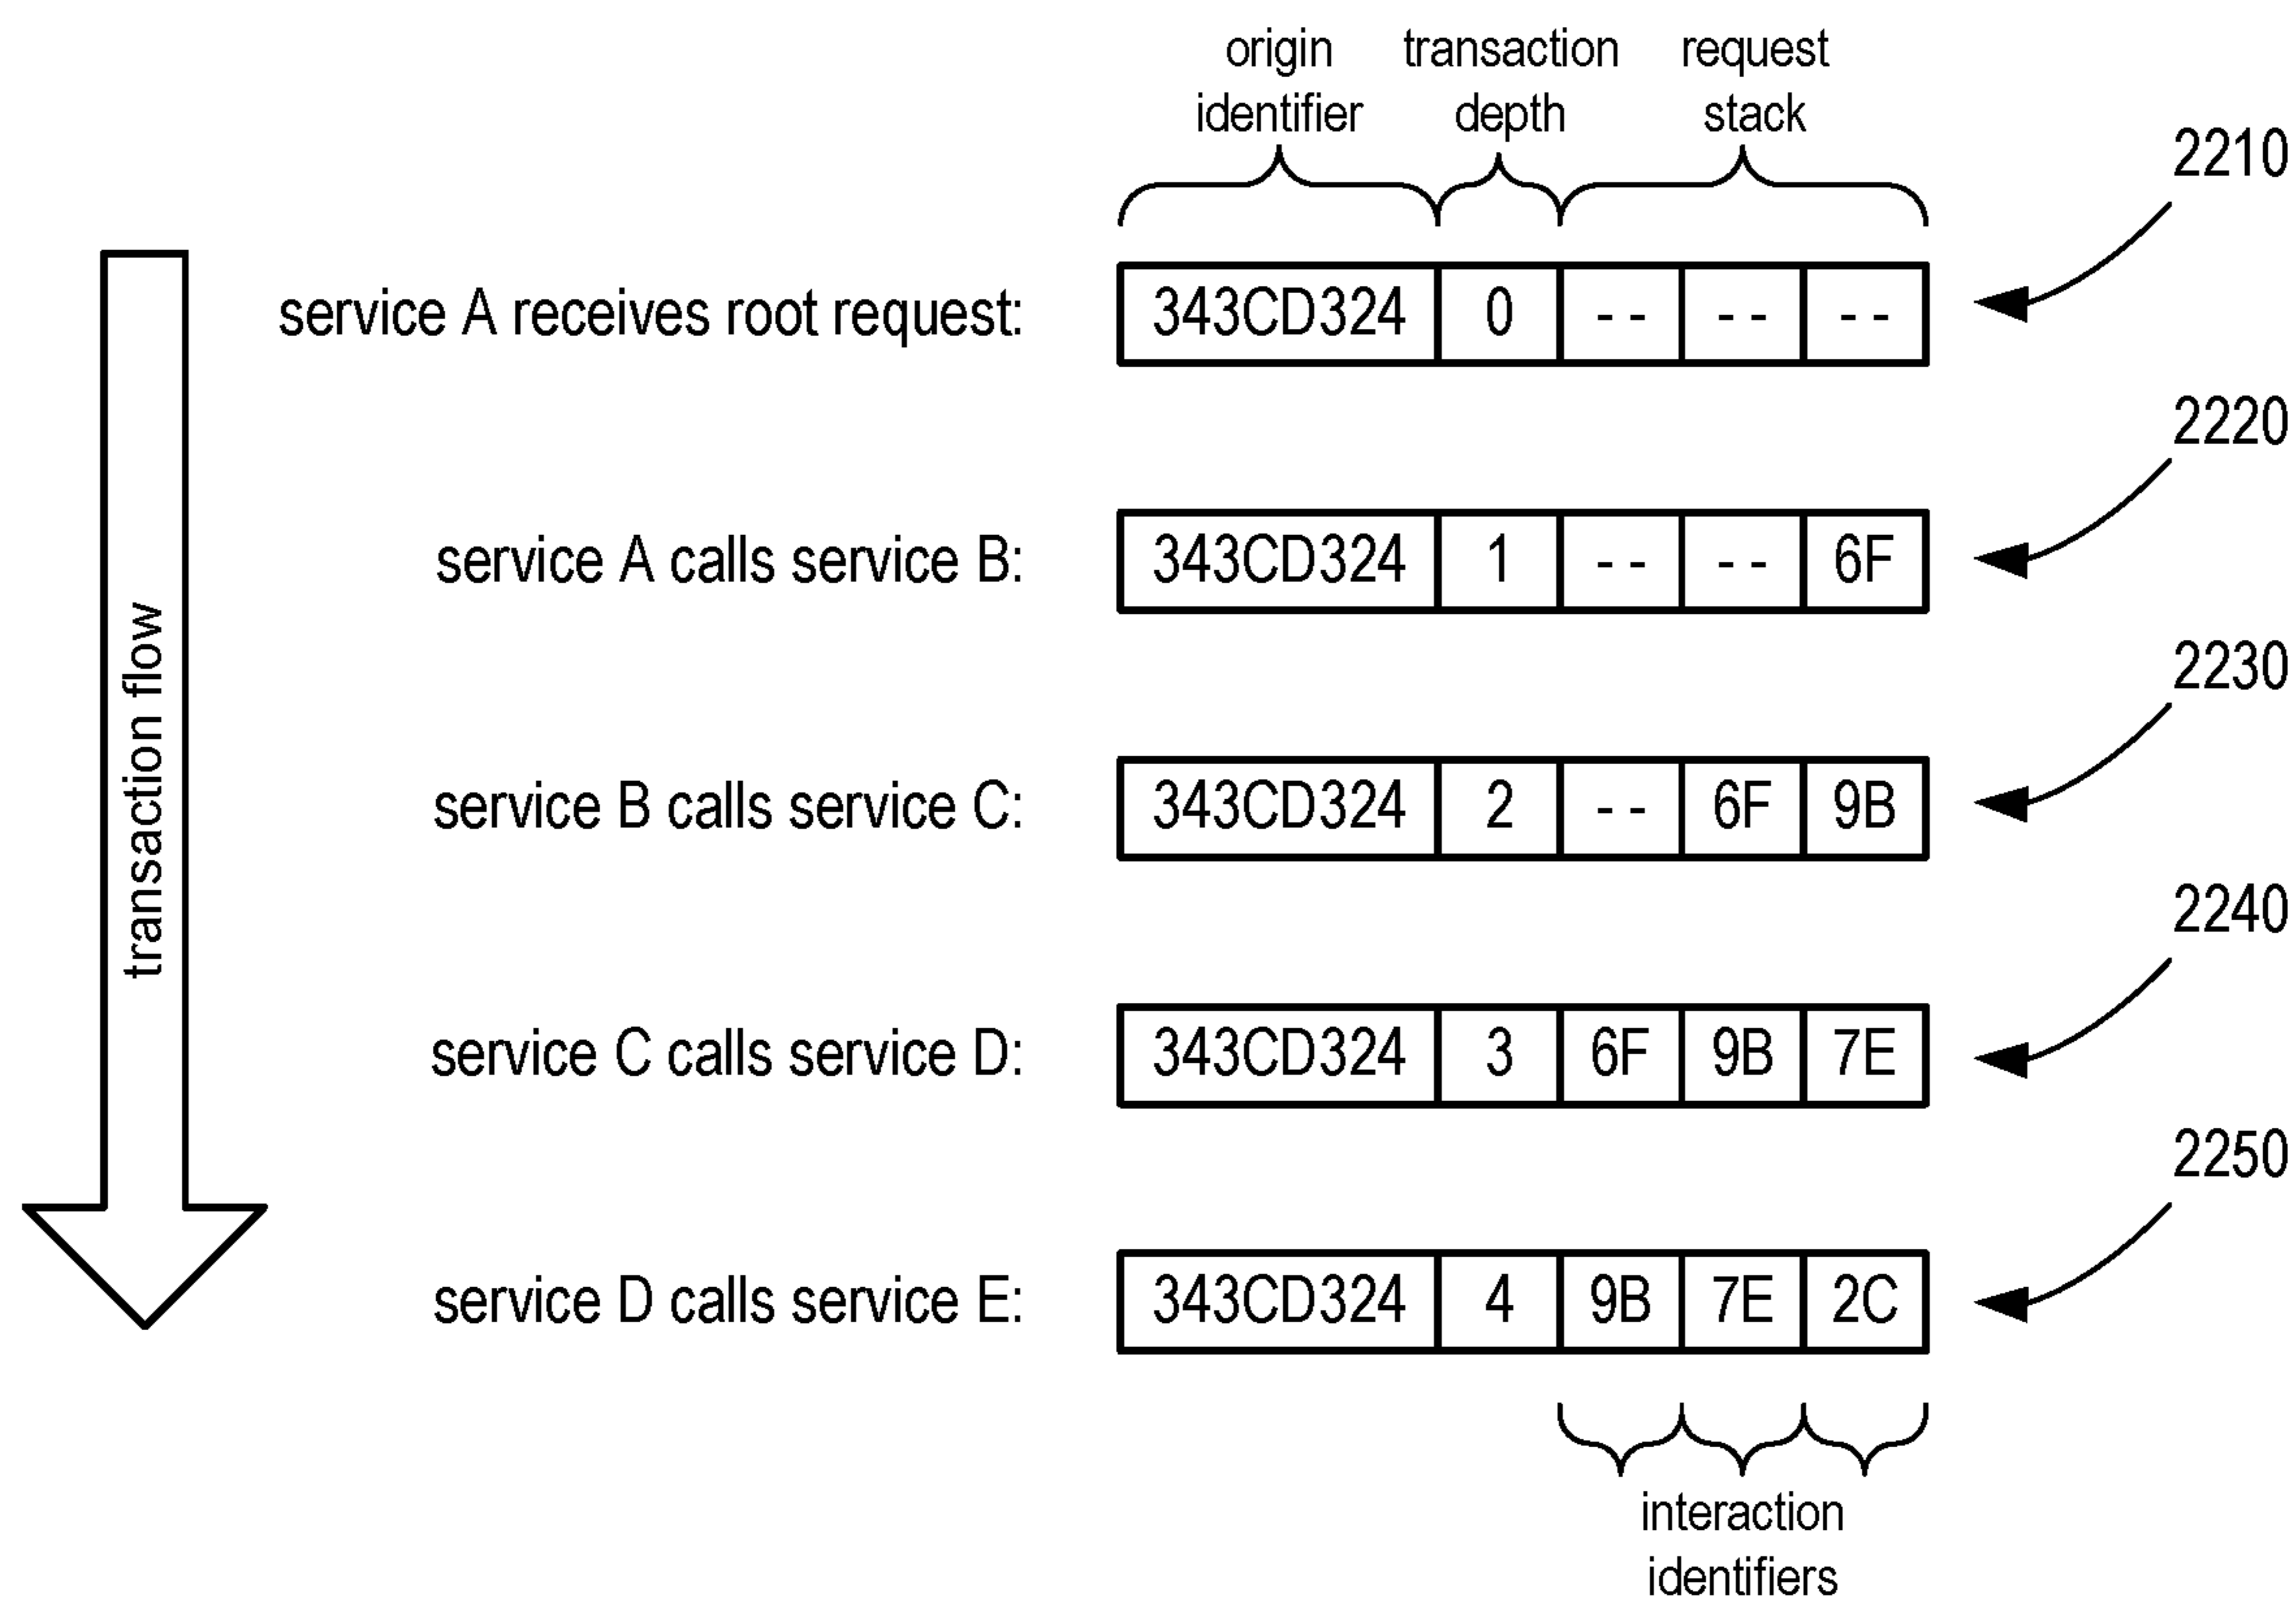 origin transaction request
identifier depth stack
2210
service A receives root request: 343CD324 0 -- -- --
2220
service A calls service B: 343CD324 1 -- -- 6F
2230
service B calls service C: 343CD324 2 -- 6F 9B
2240
service C calls service D: 343CD324 3 6F 9B 7E
2250
service D calls service E: 343CD324 4 9B 7E 2C
transaction flow
interaction
identifiers